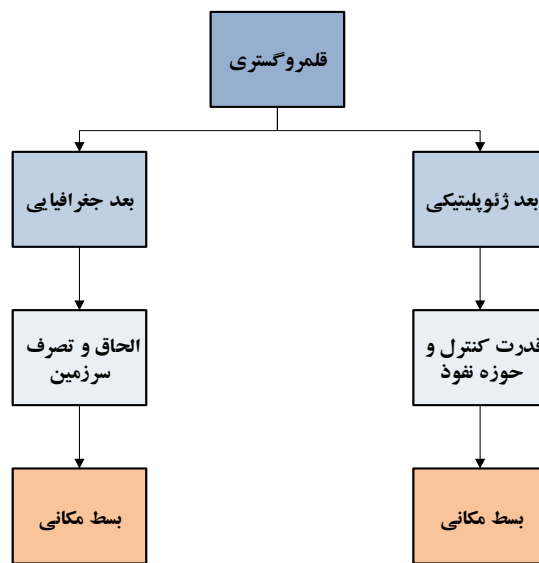 قلمروگستری
بعد ژئوپلیتیکی
بعد جغرافیایی
قدرت کنترل و
حوزه نفوذ
الحاق و تصرف
سرزمین
بسط مکانی
بسط مکانی